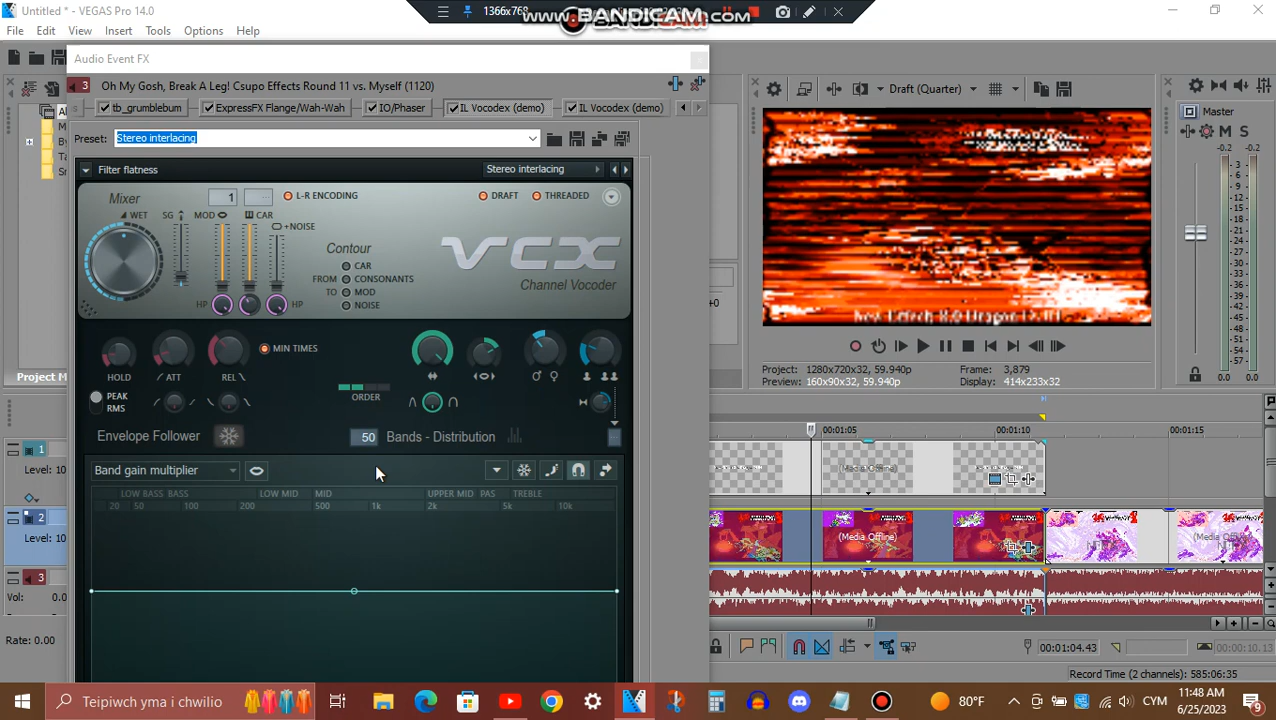 Untitled * - VEGAS Pro 14.0
1366x768
www.BANDICAM.com
File Edit View Insert Tools Options Help
Audio Event FX
3 Oh My Gosh, Break A Leg! Csupo Effects Round 11 vs. Myself (1120)
tb_grumblebum ExpressFX Flange/Wah-Wah IO/Phaser IL Vocodex (demo) IL Vocodex (demo)
Preset: Stereo interlacing
Filter flatness Stereo interlacing
Mixer 1 L-R ENCODING DRAFT THREADED
WET SG MOD CAR
+NOISE
Contour
VCX
Channel Vocoder
CAR
FROM CONSONANTS
TO MOD
NOISE
HP HP
HOLD ATT REL MIN TIMES
ORDER
PEAK
RMS
Envelope Follower 50 Bands - Distribution
Band gain multiplier
LOW BASS BASS LOW MID MID UPPER MID PAS TREBLE
20 50 100 200 500 1k 2k 5k 10k
Draft (Quarter)
Project: 1280x720x32, 59.940p Frame: 3,879
Preview: 160x90x32, 59.940p Display: 414x233x32
Master
M S
-0.2 -0.2
3
6
9
12
15
18
21
24
27
30
33
36
39
42
45
48
51
54
57
0.0 0.0
Project M
1
Level: 10
2
Level: 10
3
Vol: 0.0
Rate: 0.00
+0
00:01:05 00:01:10 00:01:15
(Media Offline)
(Media Offline)
00:01:04.43 00:00:10.13
Record Time (2 channels): 585:06:35
Teipiwch yma i chwilio
80°F
CYM
11:48 AM
6/25/2023